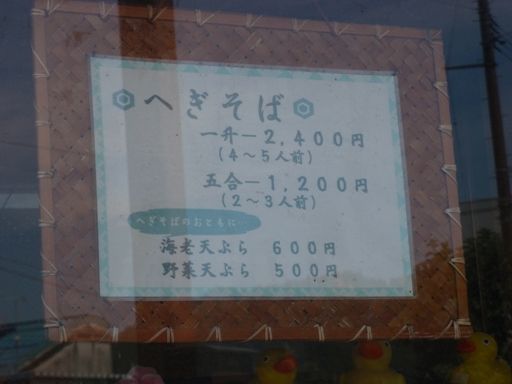 へぎそば
一升ー2,400円
(4〜5人前)
五合ー1,200円
(2〜3人前)
へぎそばのおともに…
海老天ぷら 600円
野菜天ぷら 500円